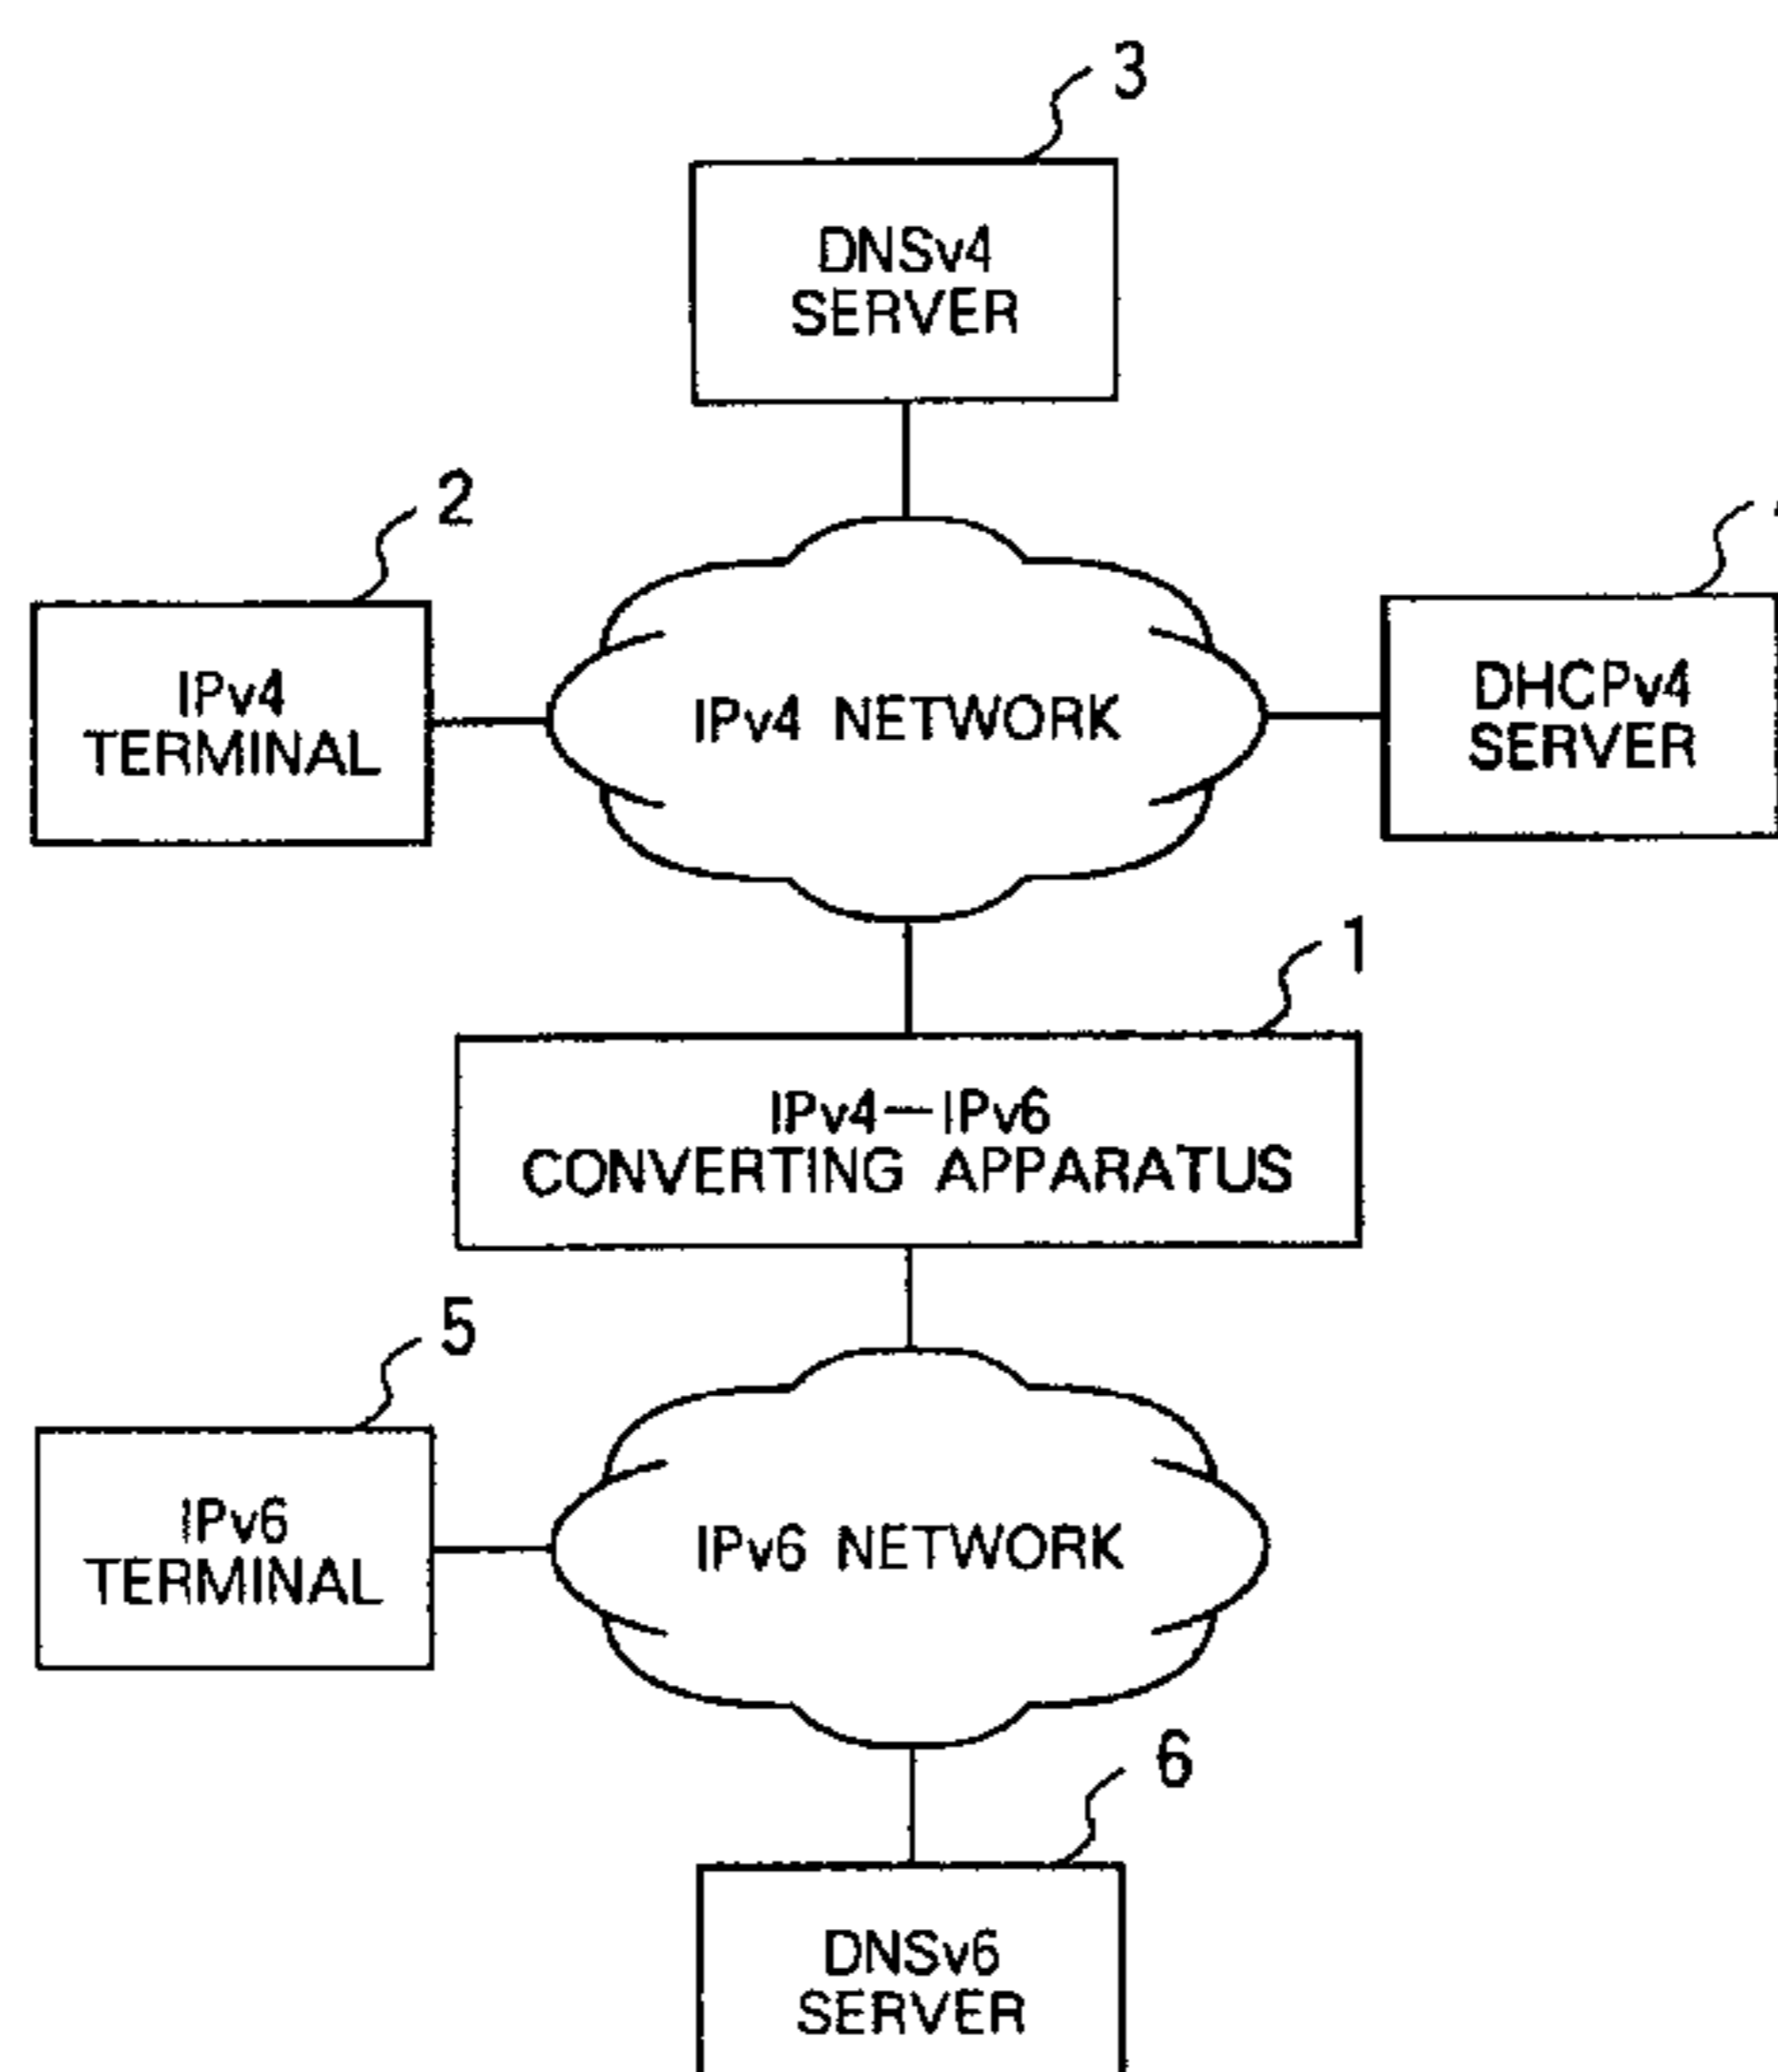 3
DNSv4
SERVER
2
IPv4
TERMINAL
IPv4 NETWORK
DHCPv4
SERVER
1
IPv4—IPv6
CONVERTING APPARATUS
5
IPv6
TERMINAL
IPv6 NETWORK
6
DNSv6
SERVER